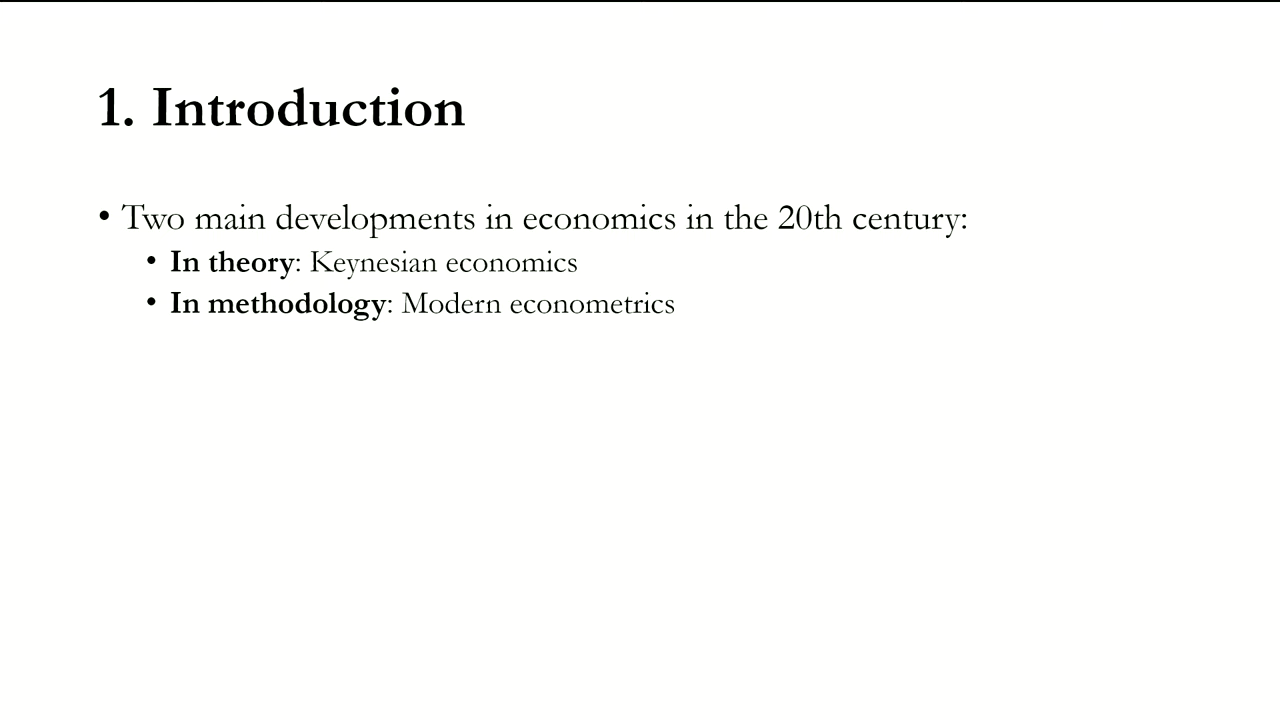 1. Introduction
• Two main developments in economics in the 20th century:
• In theory: Keynesian economics
• In methodology: Modern econometrics